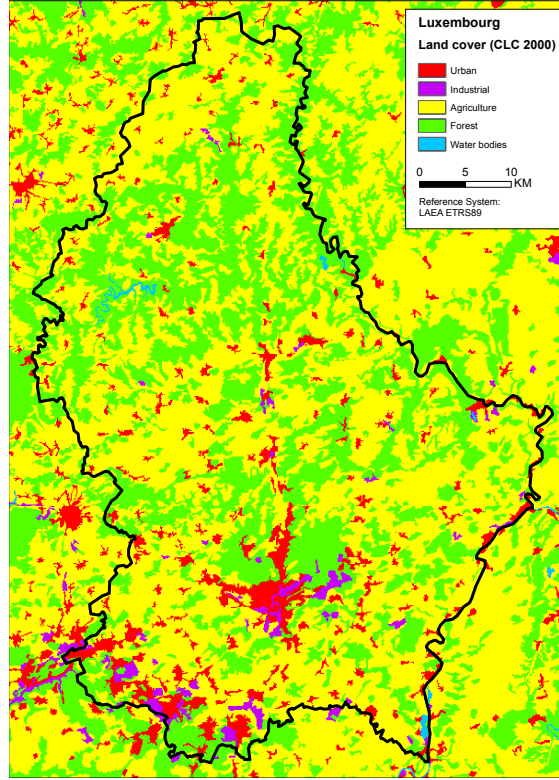 Luxembourg
Land cover (CLC 2000)
Urban
Industrial
Agriculture
Forest
Water bodies
0 5 10
KM
Reference System:
LAEA ETRS89